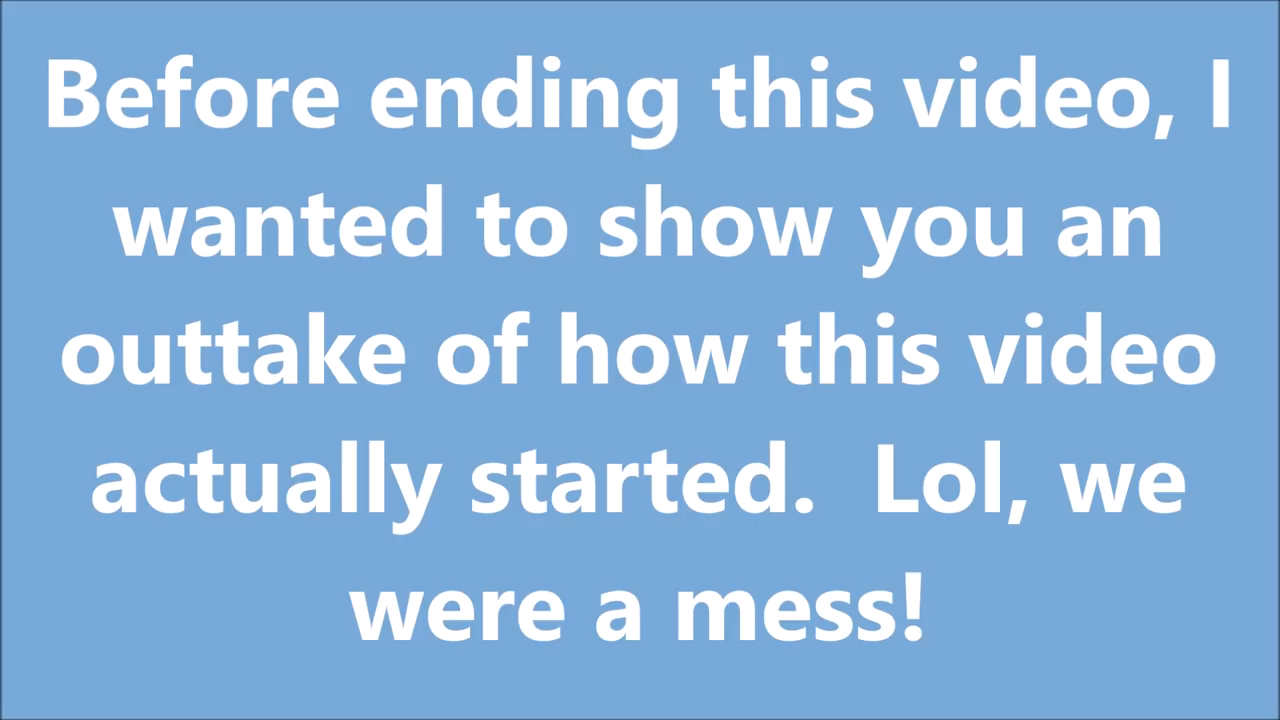 Before ending this video, I
wanted to show you an
outtake of how this video
actually started.  Lol, we
were a mess!